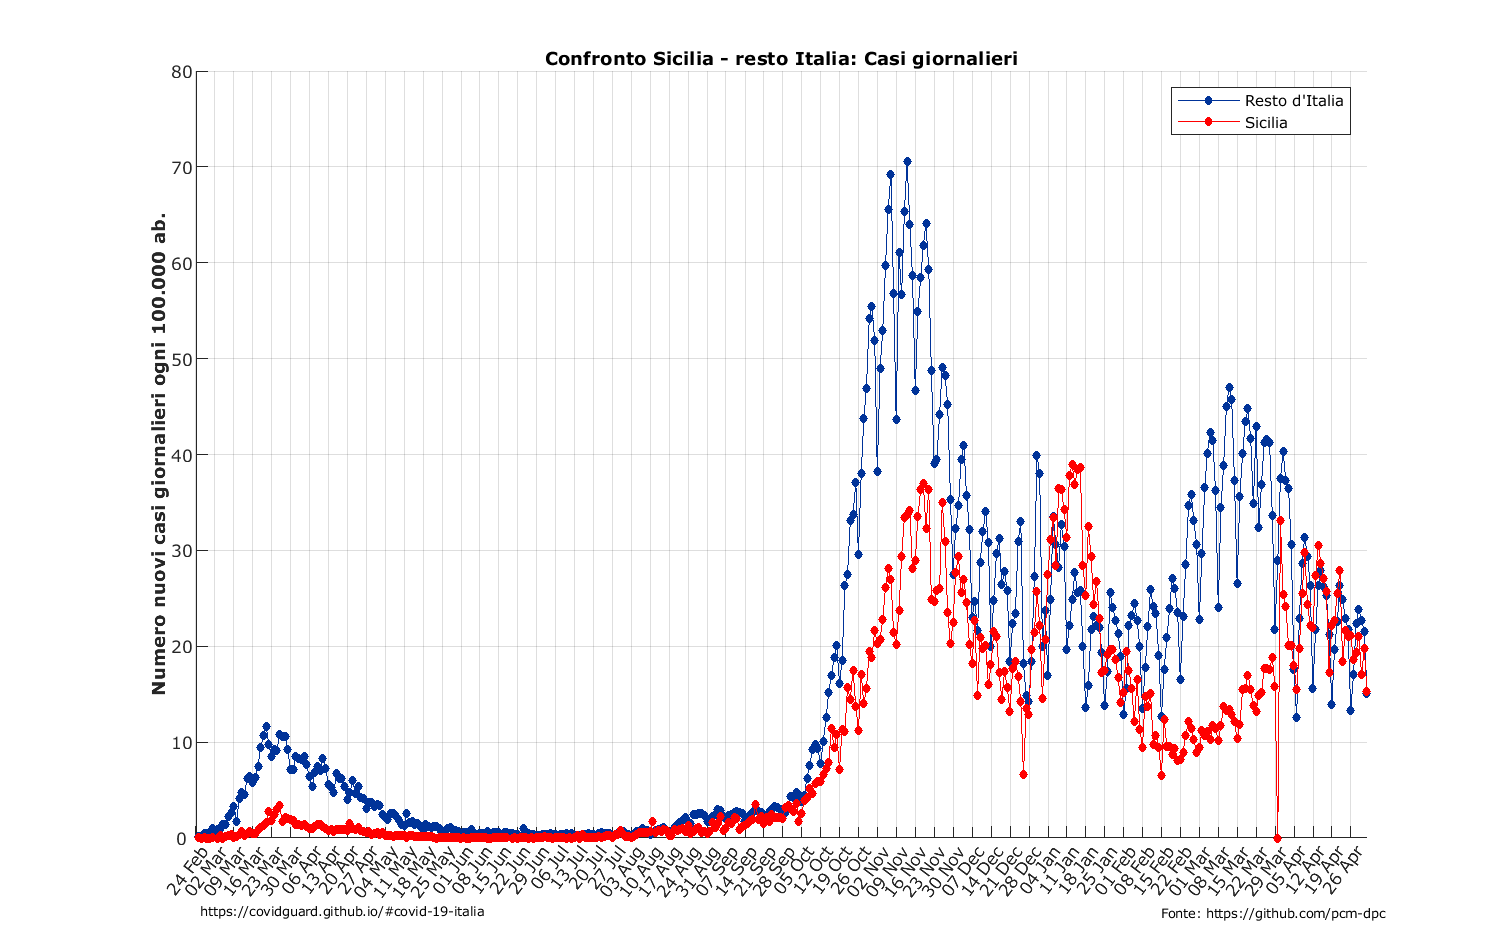 Confronto Sicilia - resto Italia: Casi giornalieri
Numero nuovi casi giornalieri ogni 100.000 ab.
80
70
60
50
40
30
20
10
0
Resto d'Italia
Sicilia
24 Feb
02 Mar
09 Mar
16 Mar
23 Mar
30 Mar
06 Apr
13 Apr
20 Apr
27 Apr
04 May
11 May
18 May
25 May
01 Jun
08 Jun
15 Jun
22 Jun
29 Jun
06 Jul
13 Jul
20 Jul
27 Jul
03 Aug
10 Aug
17 Aug
24 Aug
31 Aug
07 Sep
14 Sep
21 Sep
28 Sep
05 Oct
12 Oct
19 Oct
26 Oct
02 Nov
09 Nov
16 Nov
23 Nov
30 Nov
07 Dec
14 Dec
21 Dec
28 Dec
04 Jan
11 Jan
18 Jan
25 Jan
01 Feb
08 Feb
15 Feb
22 Feb
01 Mar
08 Mar
15 Mar
22 Mar
29 Mar
05 Apr
12 Apr
19 Apr
26 Apr
https://covidguard.github.io/#covid-19-italia
Fonte: https://github.com/pcm-dpc